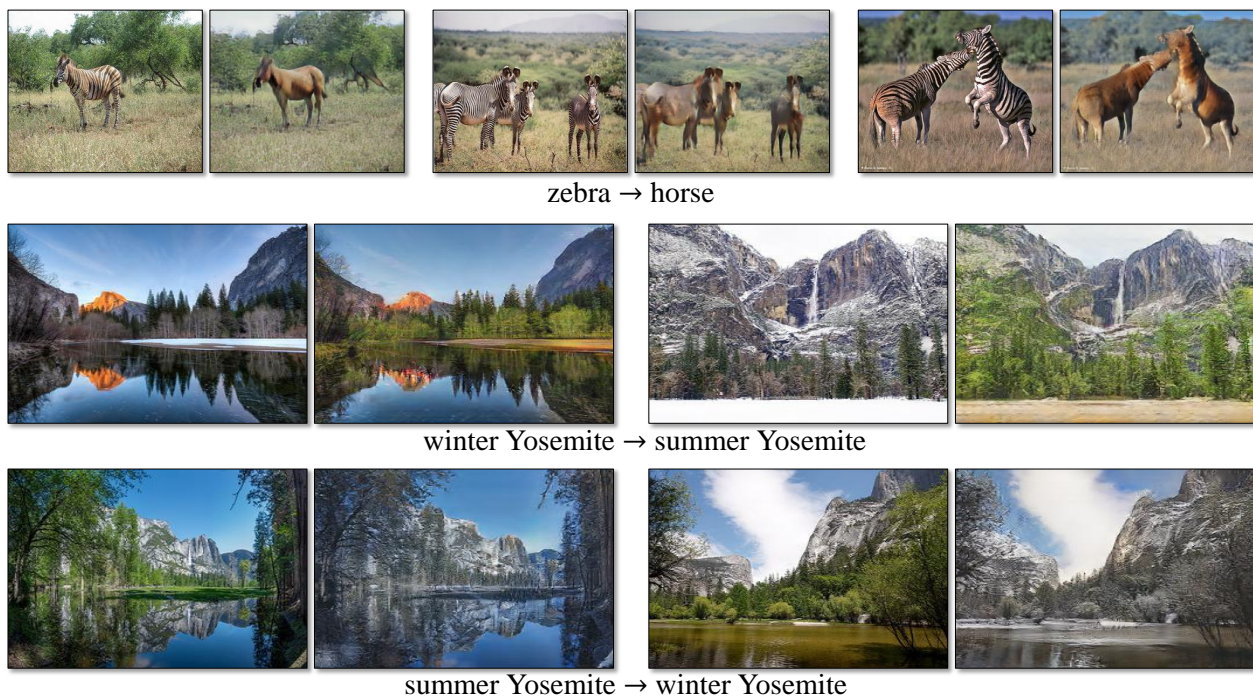 zebra → horse
winter Yosemite → summer Yosemite
summer Yosemite → winter Yosemite